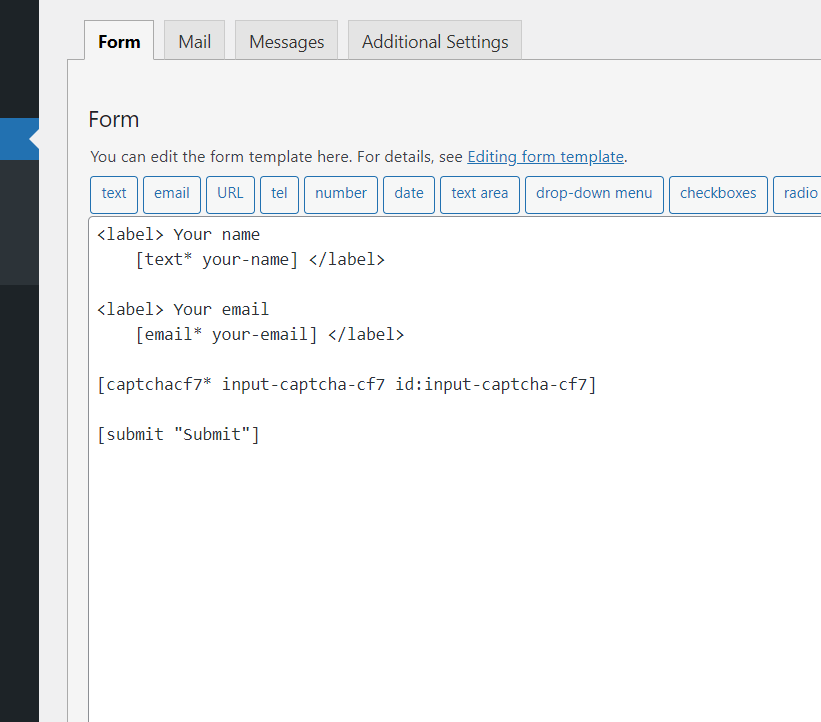 Form Mail Messages Additional Settings
Form
You can edit the form template here. For details, see Editing form template.
text email URL tel number date text area drop-down menu checkboxes radio
<label> Your name
    [text* your-name] </label>

<label> Your email
    [email* your-email] </label>

[captchacf7* input-captcha-cf7 id:input-captcha-cf7]

[submit "Submit"]